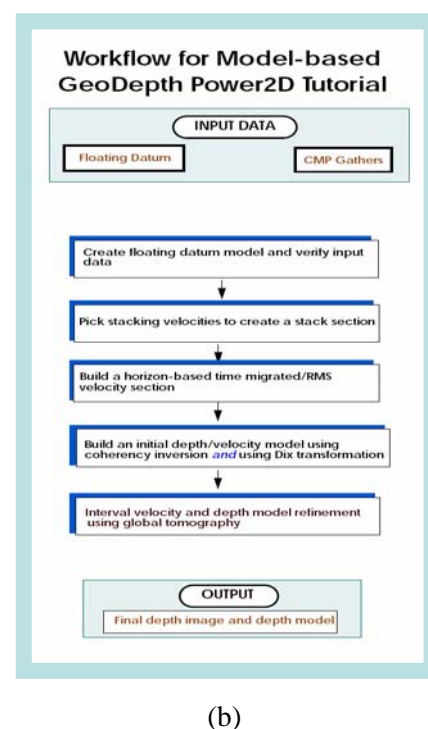 Workflow for Model-based
GeoDepth Power2D Tutorial
INPUT DATA
Floating Datum
CMP Gathers
Create floating datum model and verify input
data
Pick stacking velocities to create a stack section
Build a horizon-based time migrated/RMS
velocity section
Build an initial depth/velocity model using
coherency inversion and using Dix transformation
Interval velocity and depth model refinement
using global tomography
OUTPUT
Final depth image and depth model
(b)